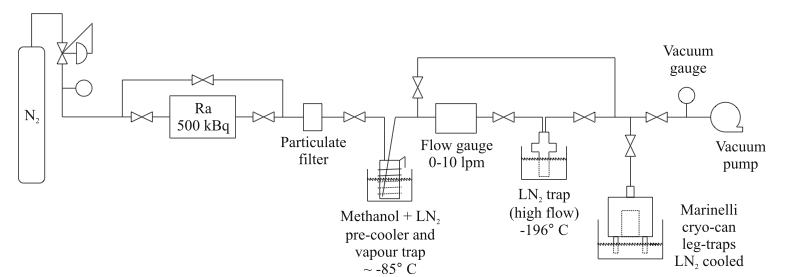 N₂
Ra
500 kBq
Particulate
filter
Methanol + LN₂
pre-cooler and
vapour trap
~ -85° C
Flow gauge
0-10 lpm
LN₂ trap
(high flow)
-196° C
Vacuum
gauge
Vacuum
pump
Marinelli
cryo-can
leg-traps
LN₂ cooled